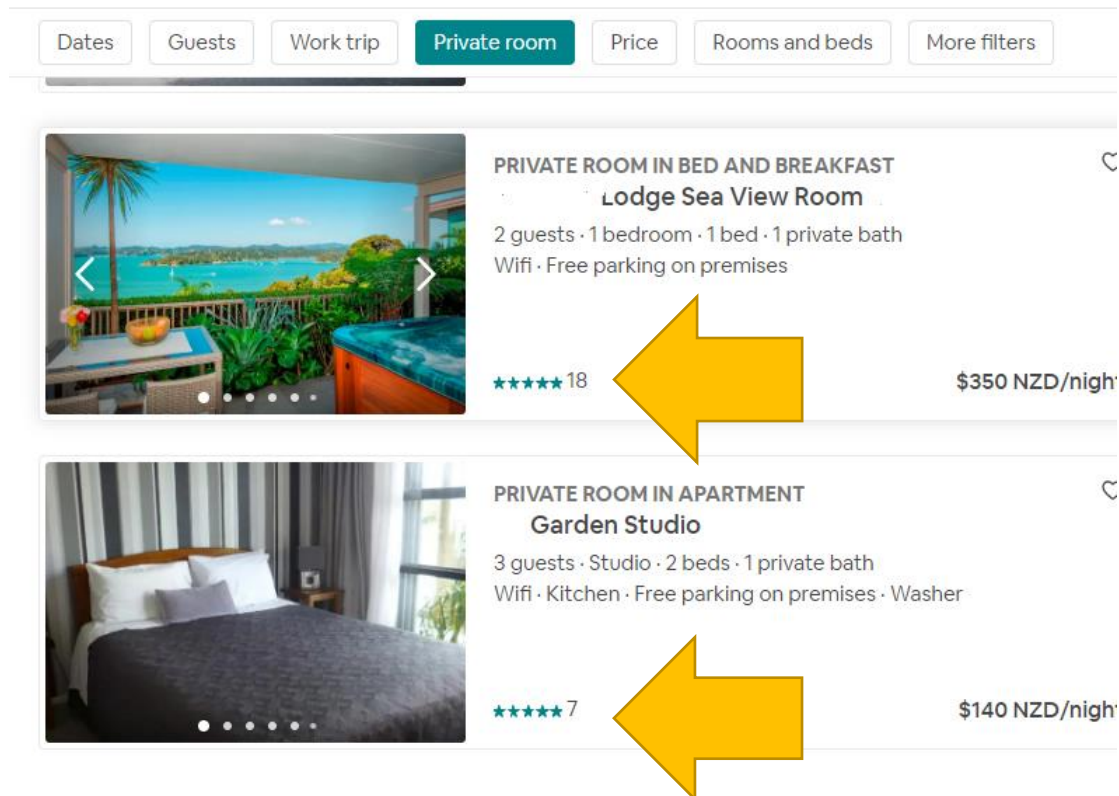 Dates Guests Work trip Private room Price Rooms and beds More filters
PRIVATE ROOM IN BED AND BREAKFAST
Lodge Sea View Room
2 guests · 1 bedroom · 1 bed · 1 private bath
Wifi · Free parking on premises
★★★★★ 18
$350 NZD/night
PRIVATE ROOM IN APARTMENT
Garden Studio
3 guests · Studio · 2 beds · 1 private bath
Wifi · Kitchen · Free parking on premises · Washer
★★★★★ 7
$140 NZD/night